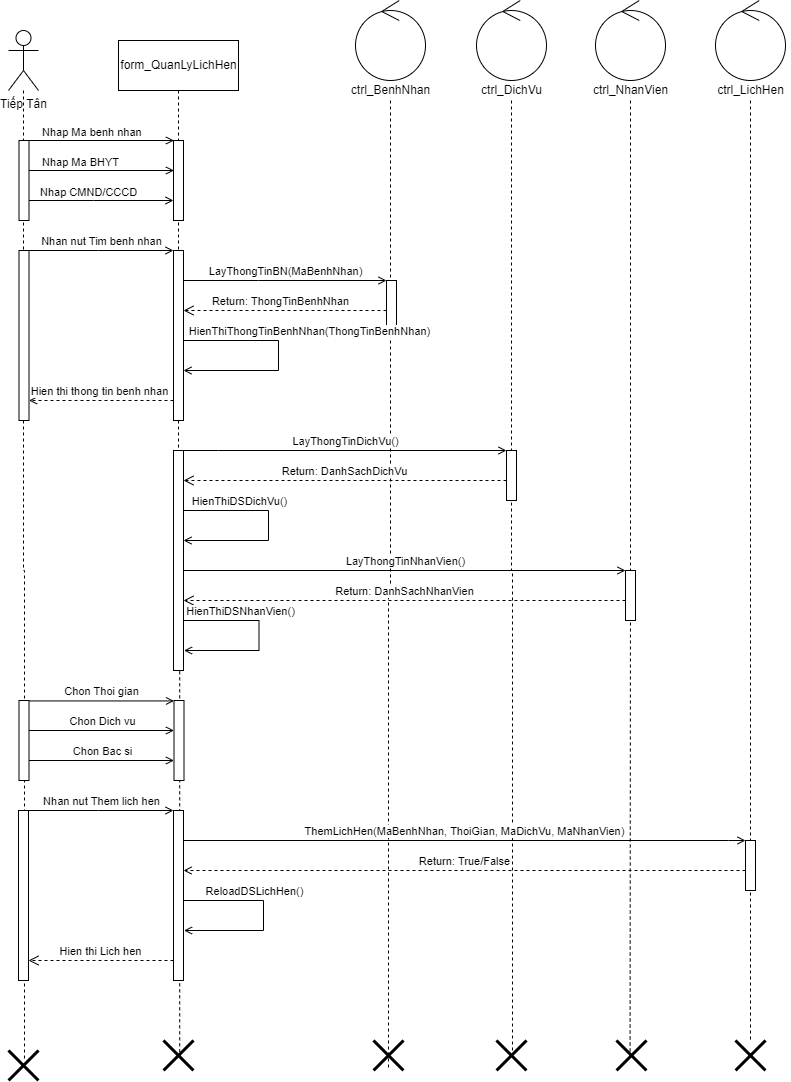 Tiếp Tân
form_QuanLyLichHen
ctrl_BenhNhan
ctrl_DichVu
ctrl_NhanVien
ctrl_LichHen
Nhap Ma benh nhan
Nhap Ma BHYT
Nhap CMND/CCCD
Nhan nut Tim benh nhan
LayThongTinBN(MaBenhNhan)
Return: ThongTinBenhNhan
HienThiThongTinBenhNhan(ThongTinBenhNhan)
Hien thi thong tin benh nhan
LayThongTinDichVu()
Return: DanhSachDichVu
HienThiDSDichVu()
LayThongTinNhanVien()
Return: DanhSachNhanVien
HienThiDSNhanVien()
Chon Thoi gian
Chon Dich vu
Chon Bac si
Nhan nut Them lich hen
ThemLichHen(MaBenhNhan, ThoiGian, MaDichVu, MaNhanVien)
Return: True/False
ReloadDSLichHen()
Hien thi Lich hen